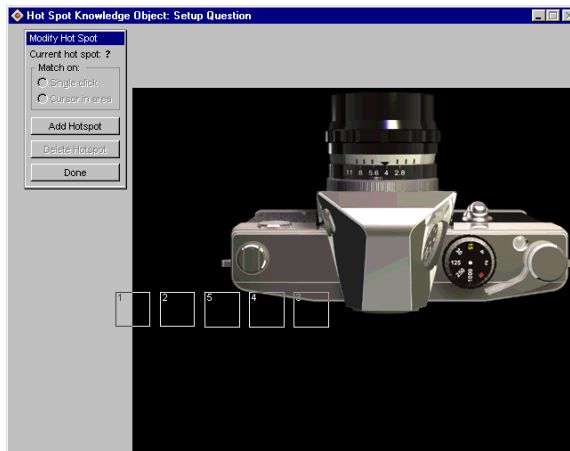 Hot Spot Knowledge Object: Setup Question
Modify Hot Spot
Current hot spot: ?
Match on:
Single click
Cursor in area
Add Hotspot
Delete Hotspot
Done
11 8 5.6 4 2.8
15
125
250
1000
1 2 5 4 3